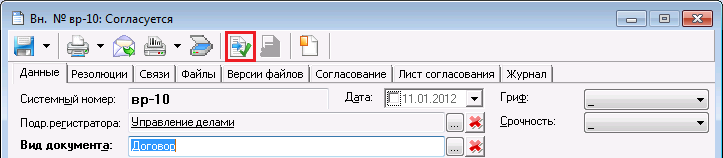 Вн. № вр-10: Согласуется
Данные Резолюции Связи Файлы Версии файлов Согласование Лист согласования Журнал
Системный номер: вр-10 Дата: 11.01.2012 Гриф: _
Подр.регистратора: Управление делами ... Срочность: _
Вид документа: Договор ...